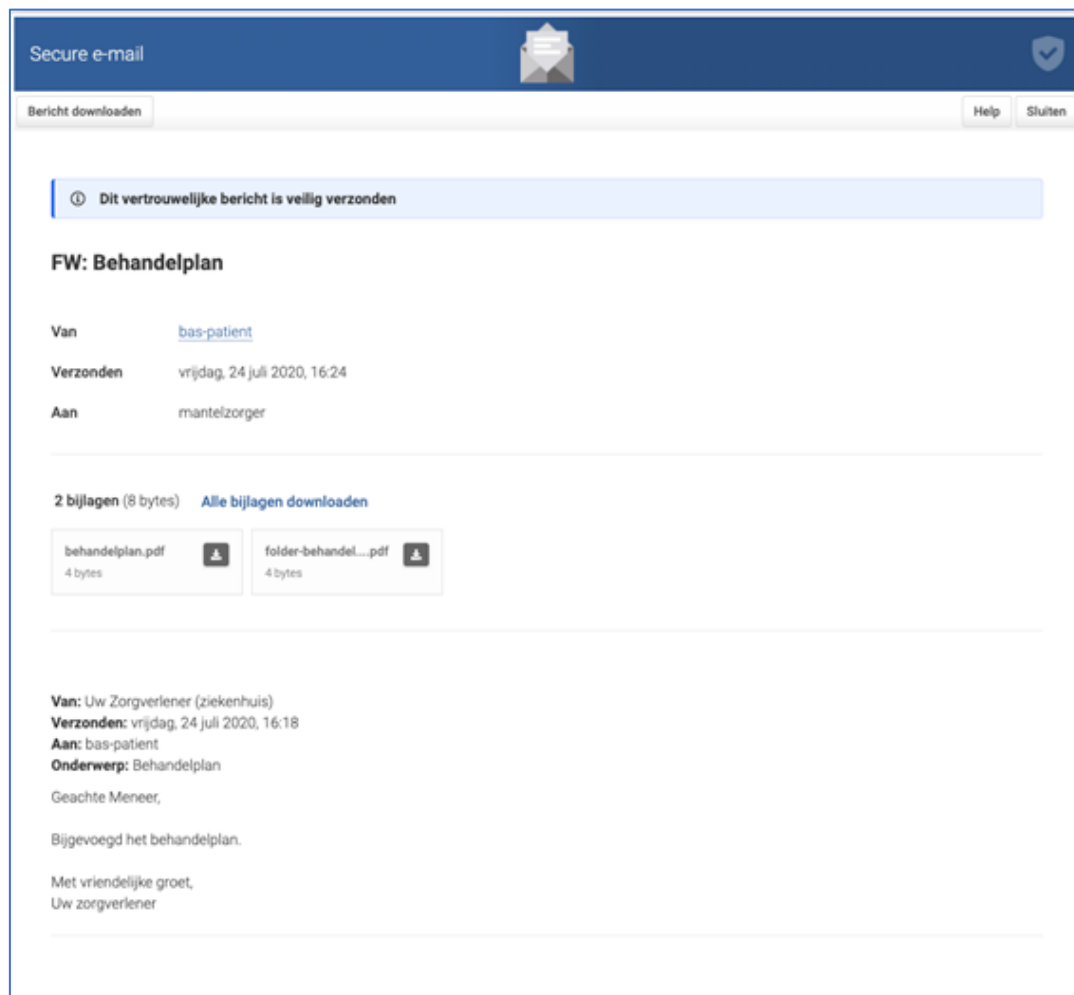 Secure e-mail
Bericht downloaden Help Sluiten
Dit vertrouwelijke bericht is veilig verzonden
FW: Behandelplan
Van bas-patient
Verzonden vrijdag, 24 juli 2020, 16:24
Aan mantelzorger
2 bijlagen (8 bytes) Alle bijlagen downloaden
behandelplan.pdf folder-behandel....pdf
4 bytes 4 bytes
Van: Uw Zorgverlener (ziekenhuis)
Verzonden: vrijdag, 24 juli 2020, 16:18
Aan: bas-patient
Onderwerp: Behandelplan
Geachte Meneer,
Bijgevoegd het behandelplan.
Met vriendelijke groet,
Uw zorgverlener